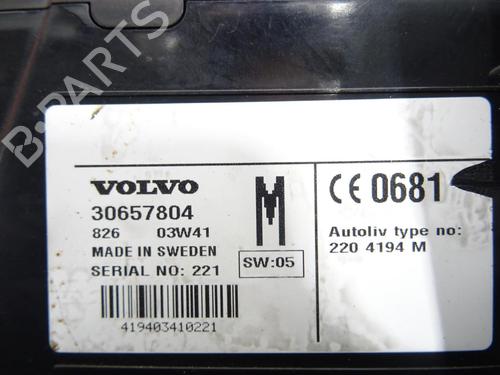 B-PARTS
VOLVO
30657804
826 03W41
MADE IN SWEDEN
SERIAL NO: 221
M
SW:05
419403410221
CE 0681
Autoliv type no:
220 4194 M